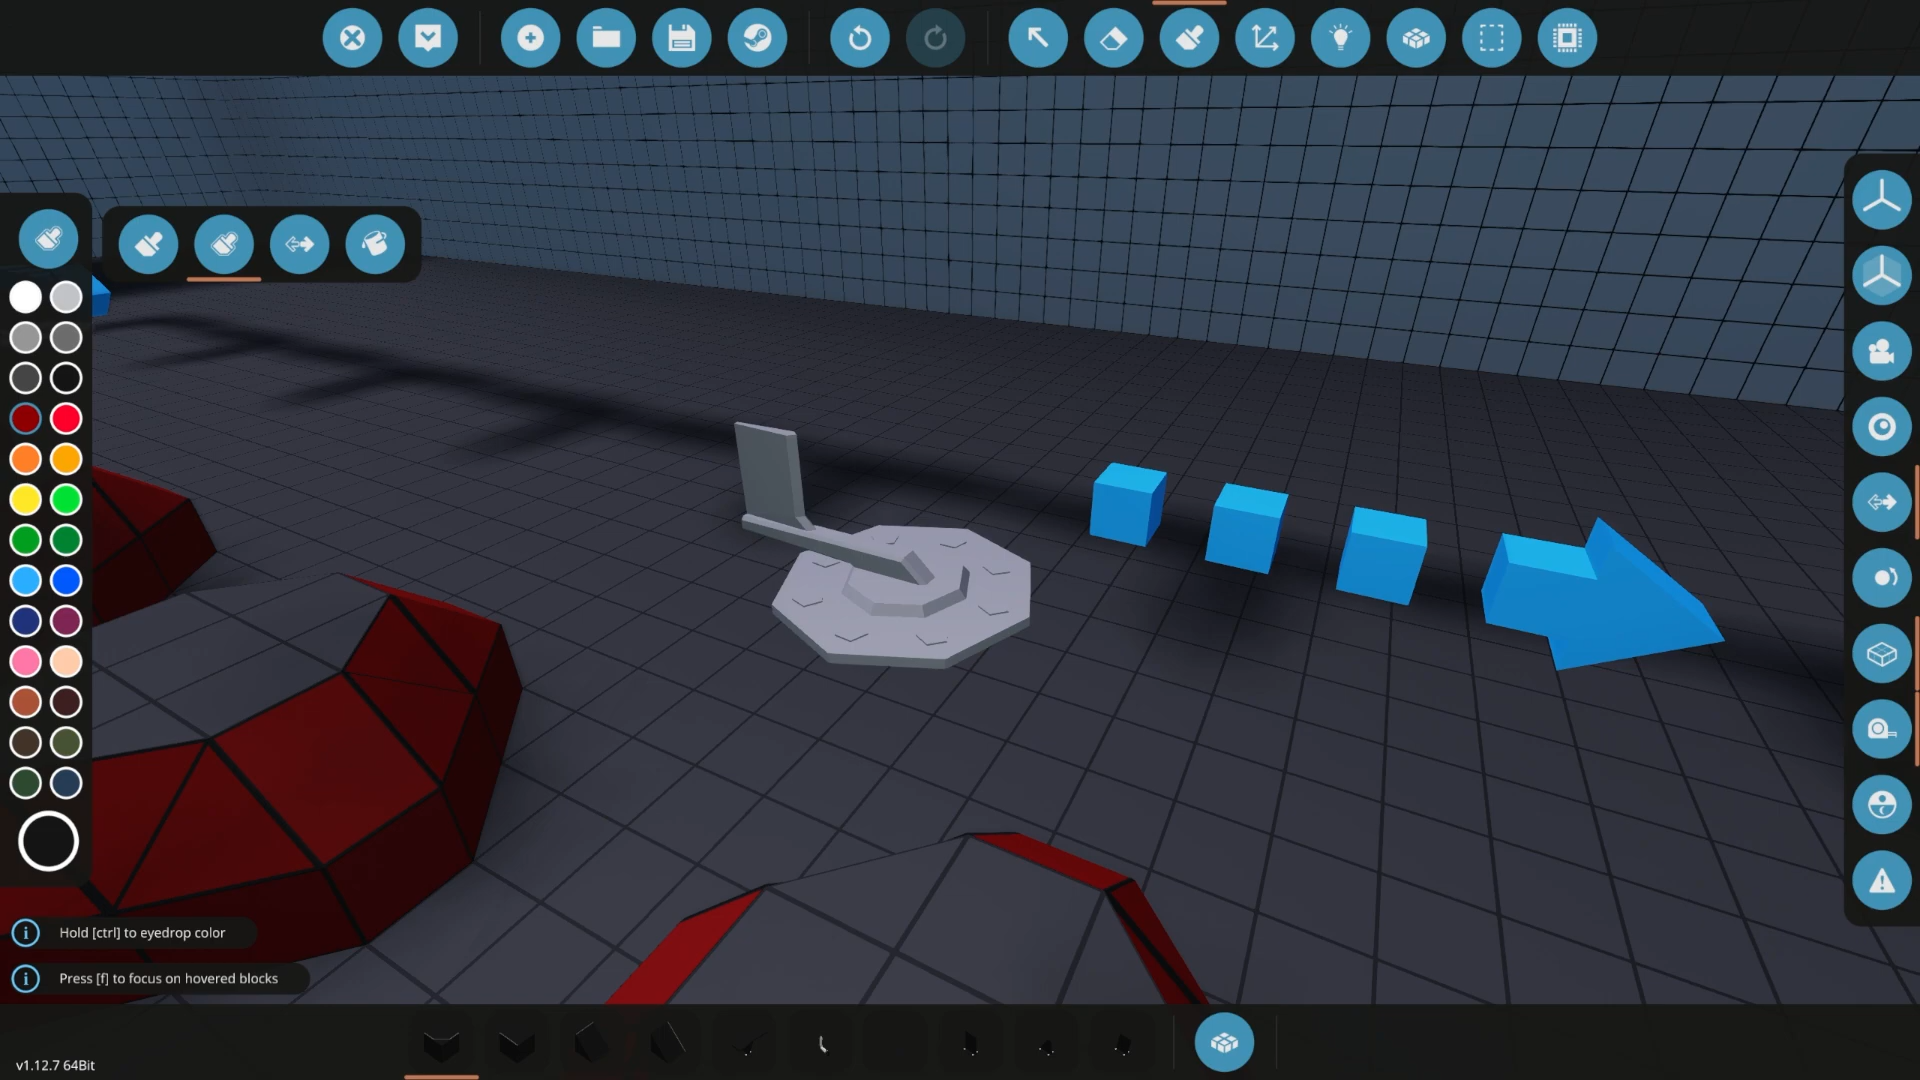 Hold [ctrl] to eyedrop color
Press [f] to focus on hovered blocks
v1.12.7 64Bit